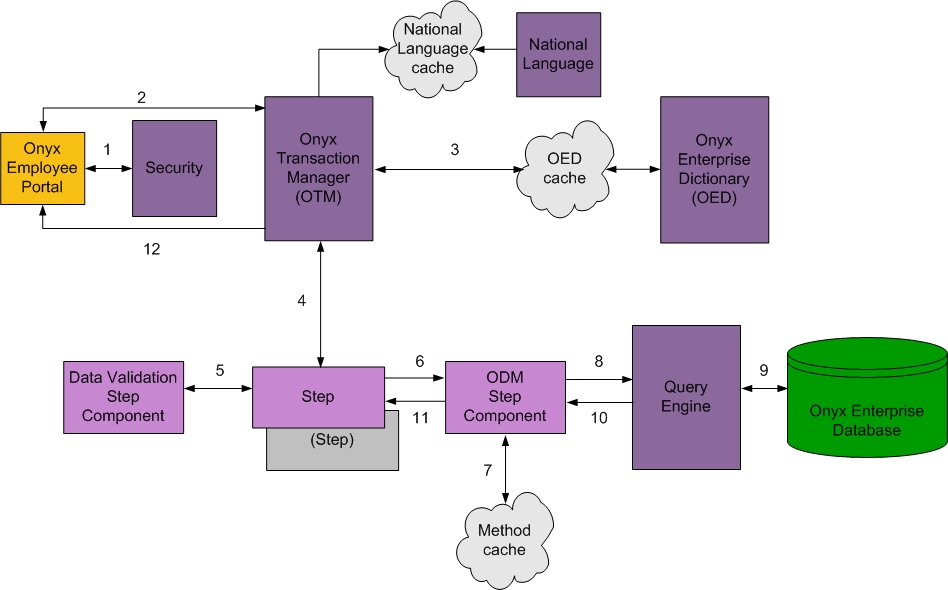 National
Language
cache
National
Language
2
Onyx
Employee
Portal
1
Security
Onyx
Transaction
Manager
(OTM)
3
OED
cache
Onyx
Enterprise
Dictionary
(OED)
12
4
Data Validation
Step
Component
5
Step
(Step)
6
11
ODM
Step
Component
8
10
Query
Engine
9
Onyx Enterprise
Database
7
Method
cache